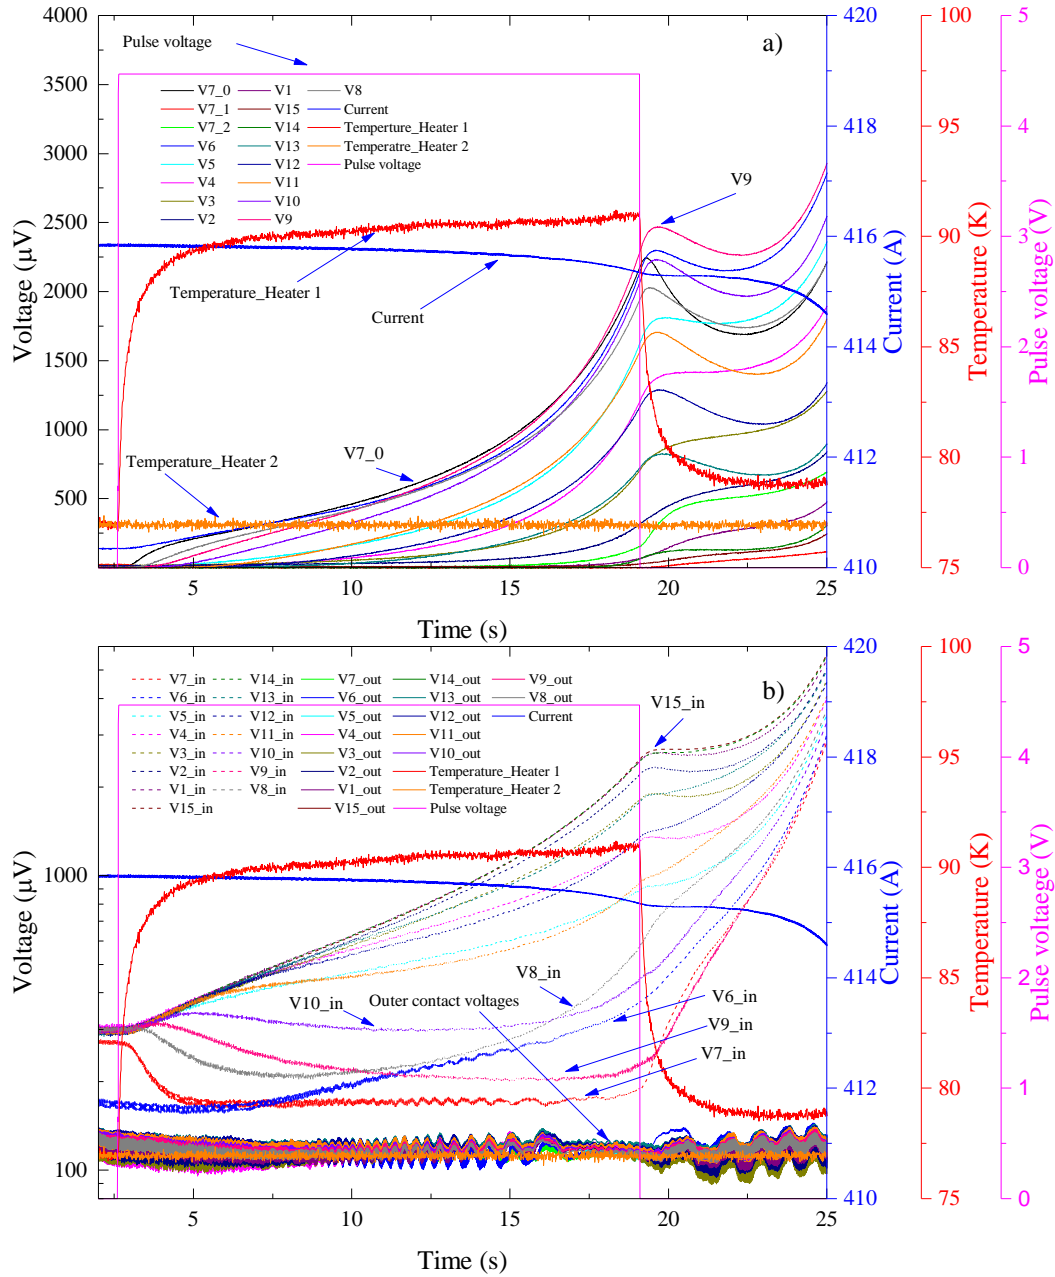 4000
3500
3000
2500
2000
1500
1000
500
Voltage (μV)
5
10
15
20
25
Time (s)
420
418
416
414
412
410
Current (A)
100
95
90
85
80
75
Temperature (K)
5
4
3
2
1
0
Pulse voltage (V)
a)
Pulse voltage
V7_0 V1 V8
V7_1 V15 Current
V7_2 V14 Temperture_Heater 1
V6 V13 Temperatre_Heater 2
V5 V12 Pulse voltage
V4 V11
V3 V10
V2 V9
V9
Temperature_Heater 1
Current
V7_0
Temperature_Heater 2
1000
100
Voltage (μV)
5
10
15
20
25
Time (s)
420
418
416
414
412
410
Current (A)
100
95
90
85
80
75
Temperature (K)
5
4
3
2
1
0
Pulse voltaege (V)
b)
V7_in V14_in V7_out V14_out V9_out
V6_in V13_in V6_out V13_out V8_out
V5_in V12_in V5_out V12_out Current
V4_in V11_in V4_out V11_out
V3_in V10_in V3_out V10_out
V2_in V9_in V2_out Temperature_Heater 1
V1_in V8_in V1_out Temperature_Heater 2
V15_in V15_out Pulse voltage
V15_in
V8_in
V10_in
Outer contact voltages
V6_in
V9_in
V7_in